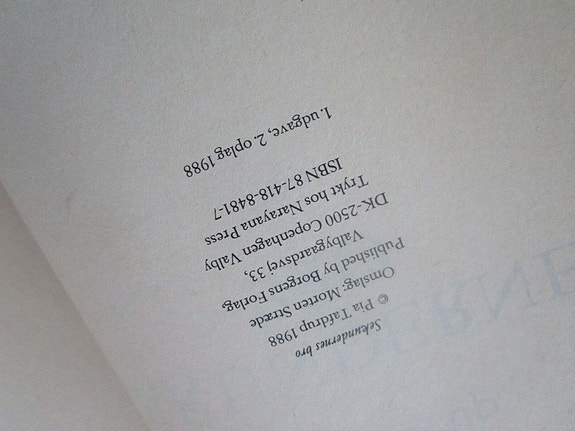 Sekundernes bro
© Pia Tafdrup 1988
Omslag: Morten Stræde
Published by Borgens Forlag
Valbygaardsvej 33,
DK-2500 Copenhagen Valby
Trykt hos Narayana Press
ISBN 87-418-8481-7
1. udgave, 2. oplag 1988